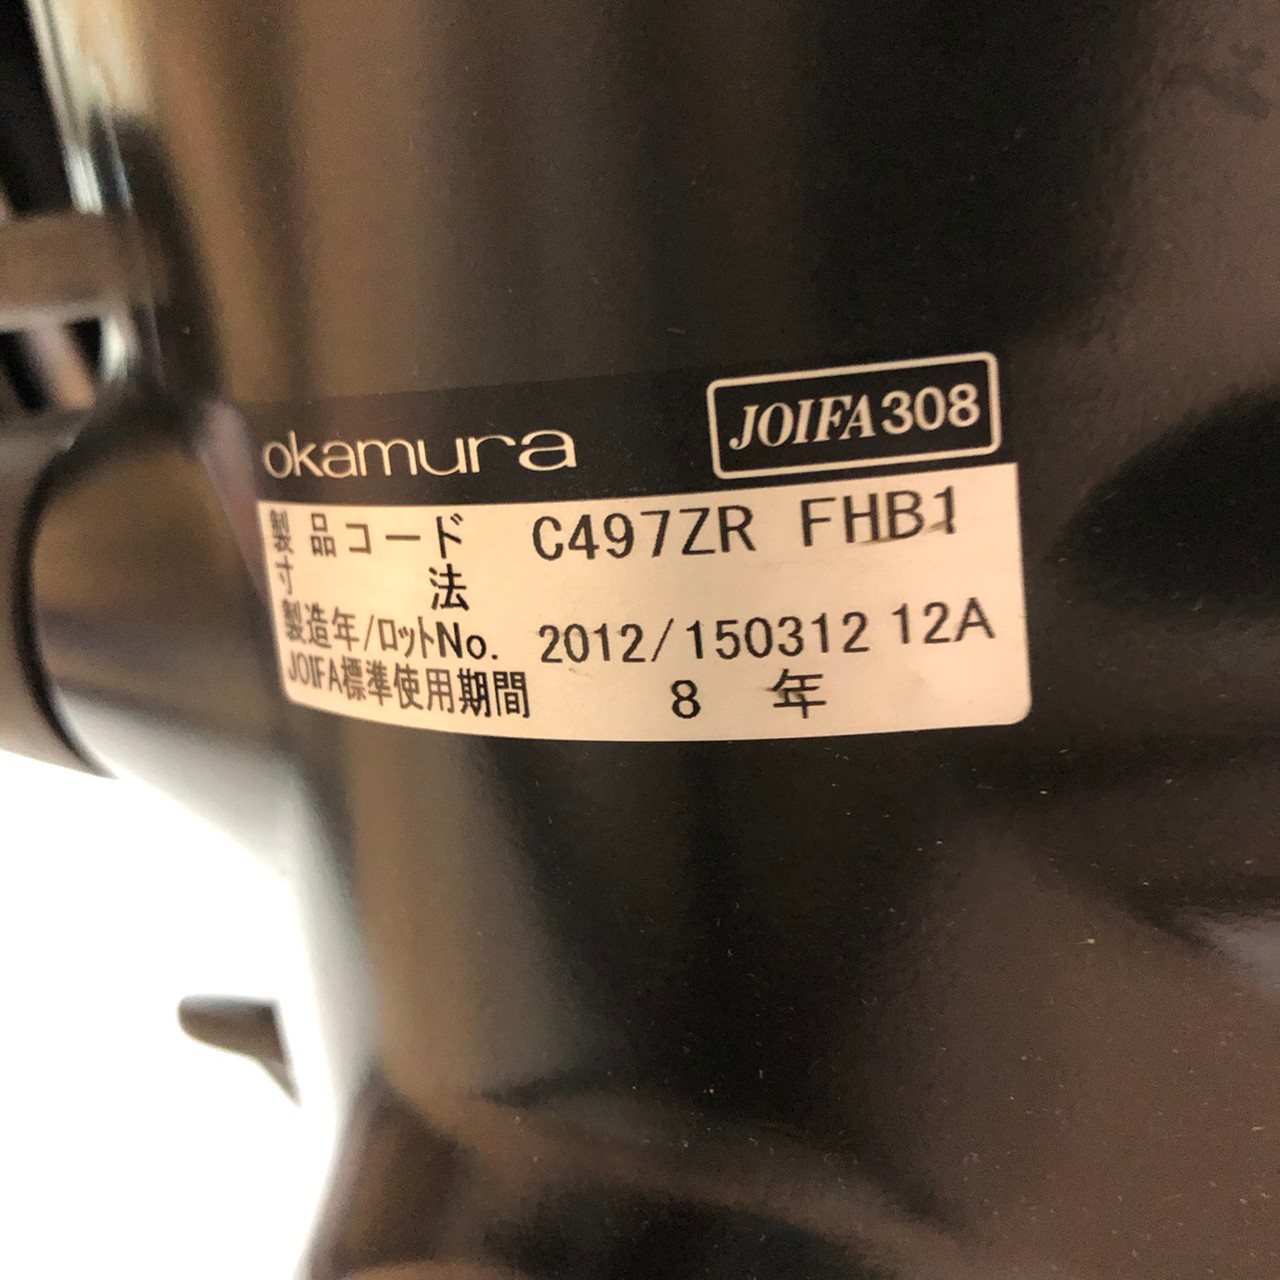 okamura JOIFA308
製品コード C497ZR FHB1
寸法
製造年/ロットNo. 2012/150312 12A
JOIFA標準使用期間 8 年